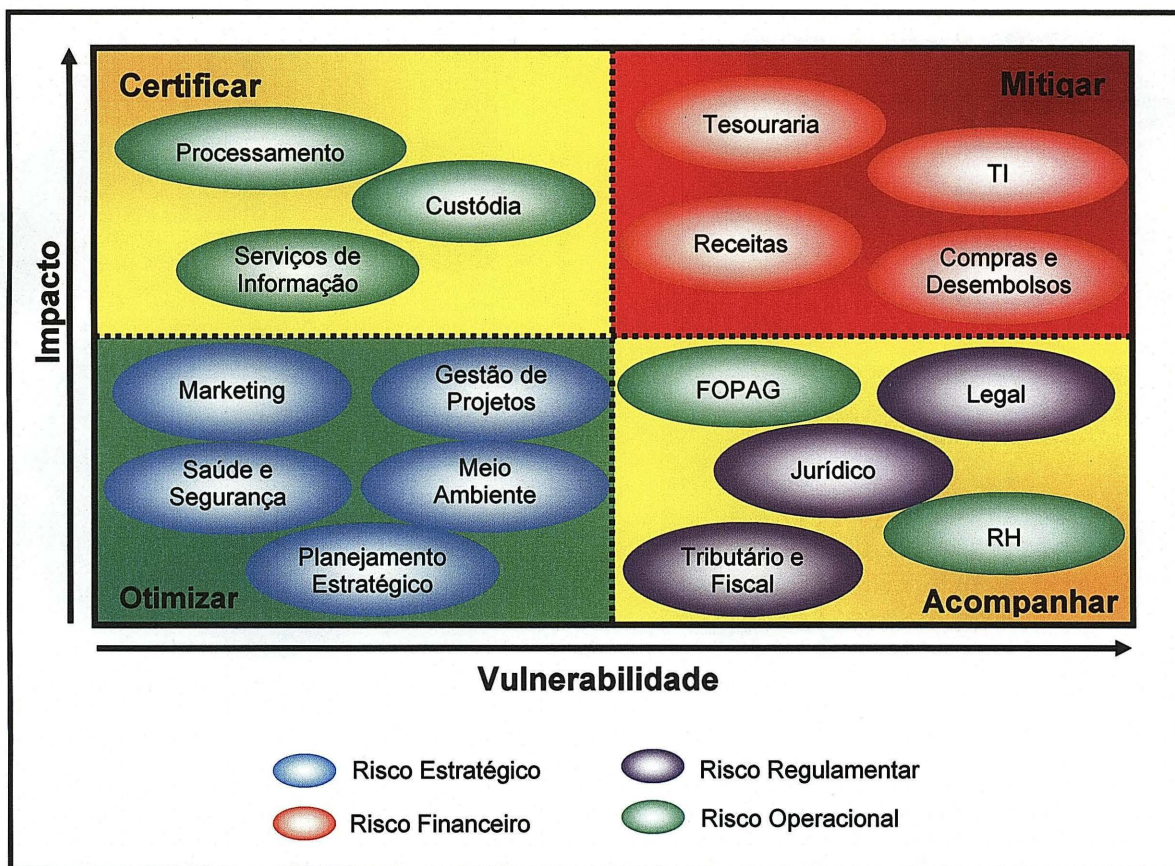 Certificar
Mitigar
Processamento
Custódia
Serviços de
Informação
Tesouraria
TI
Receitas
Compras e
Desembolsos
Impacto
Marketing
Gestão de
Projetos
Saúde e
Segurança
Meio
Ambiente
Planejamento
Estratégico
Otimizar
FOPAG
Legal
Jurídico
RH
Tributário e
Fiscal
Acompanhar
Vulnerabilidade
Risco Estratégico
Risco Regulamentar
Risco Financeiro
Risco Operacional